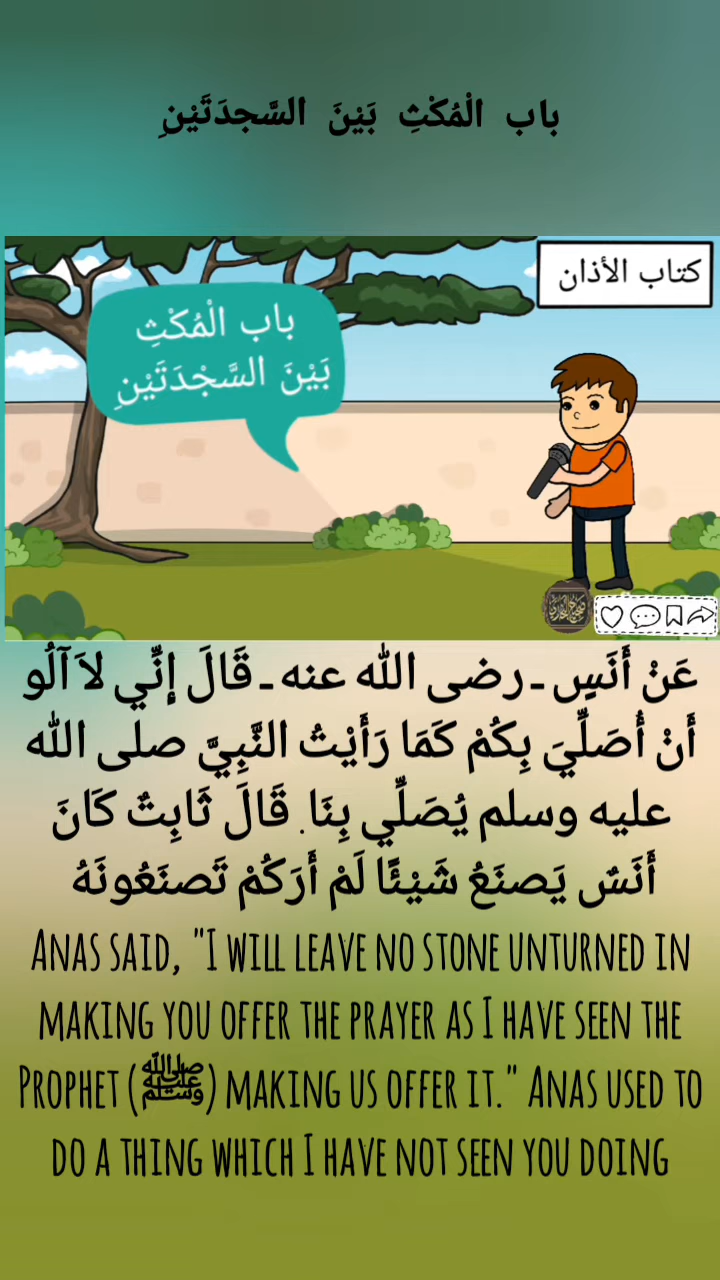 باب الْمُكْثِ بَيْنَ السَّجدَتَيْنِ
كتاب الأذان
باب الْمُكْثِ
بَيْنَ السَّجْدَتَيْنِ
عَنْ أَنَسٍ ـ رضى الله عنه ـ قَالَ إِنِّي لاَ آلُو
أَنْ أُصَلِّيَ بِكُمْ كَمَا رَأَيْتُ النَّبِيَّ صلى الله
عليه وسلم يُصَلِّي بِنَا. قَالَ ثَابِتٌ كَانَ
أَنَسٌ يَصنَعُ شَيْئًا لَمْ أَرَكُمْ تَصنَعُونَهُ
Anas said, "I will leave no stone unturned in
making you offer the prayer as I have seen the
Prophet (ﷺ) making us offer it." Anas used to
do a thing which I have not seen you doing